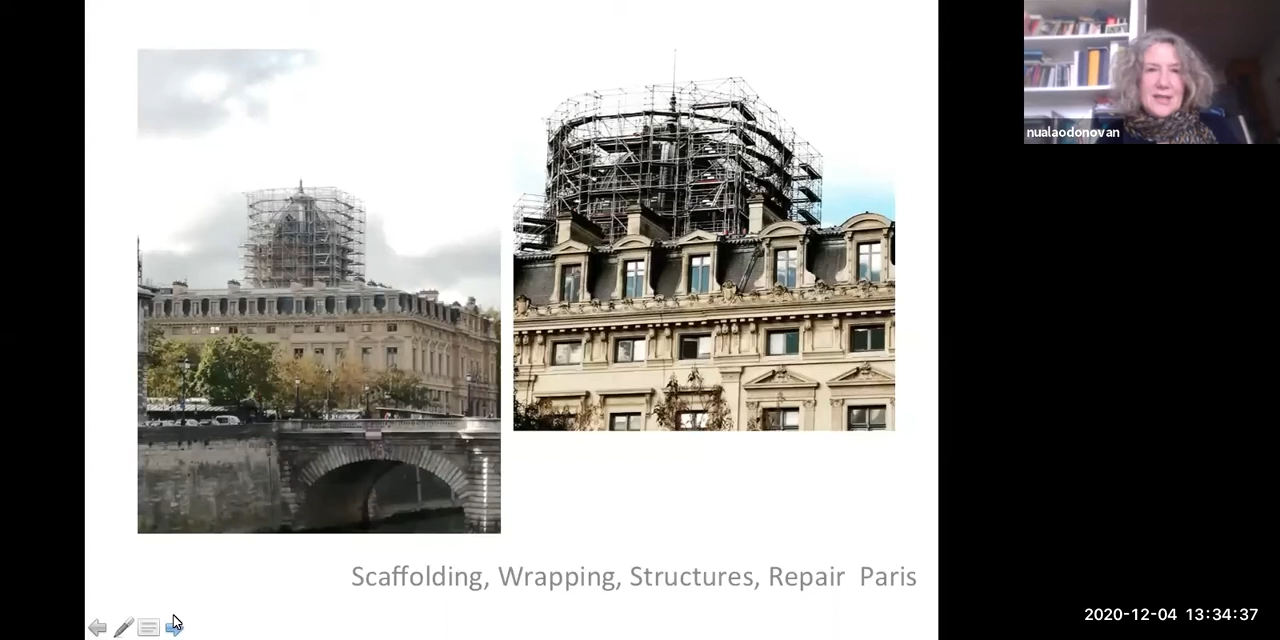 nualaodonovan
Scaffolding, Wrapping, Structures, Repair  Paris
2020-12-04 13:34:37